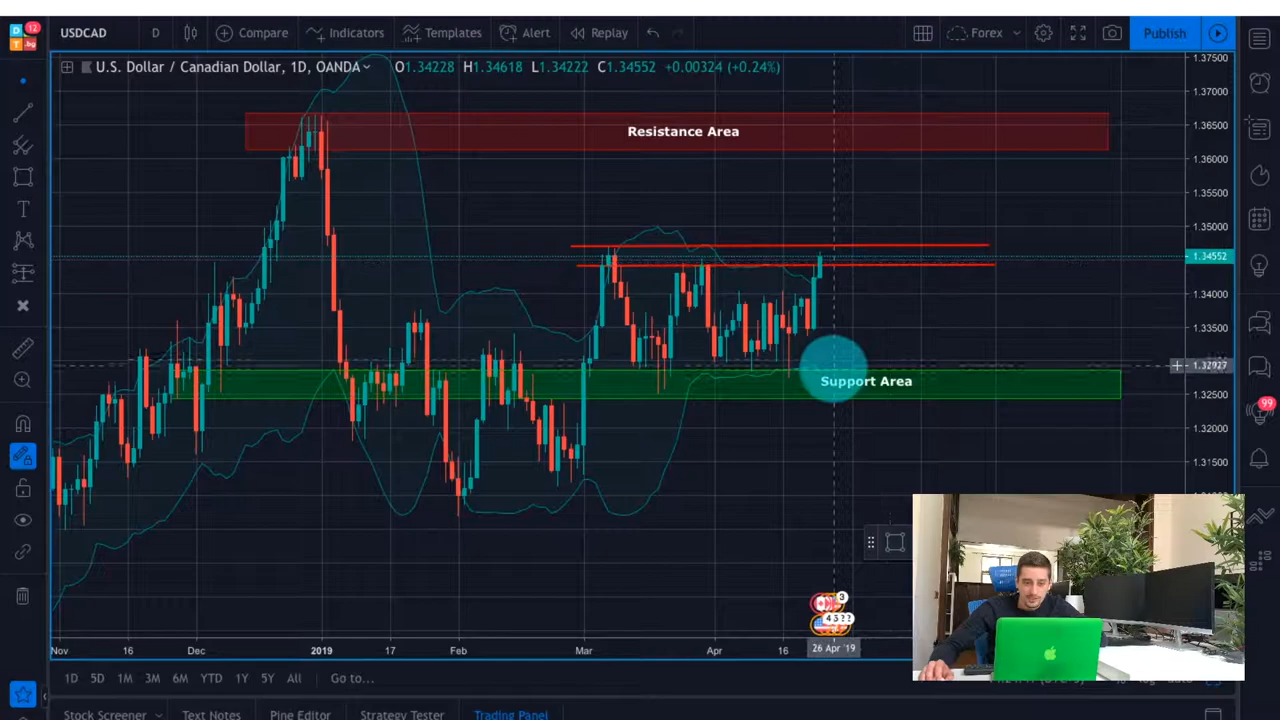 12
USDCAD D Compare Indicators Templates Alert Replay Forex Publish
U.S. Dollar / Canadian Dollar, 1D, OANDA O1.34228 H1.34618 L1.34222 C1.34552 +0.00324 (+0.24%)
1.37500
1.37000
Resistance Area
1.36500
1.36000
1.35500
1.35000
1.34552
1.34000
1.33500
1.32927
Support Area
1.32500
1.32000
1.31500
99
3
Nov 16 Dec 2019 17 Feb Mar Apr 16 26 Apr '19
1D 5D 1M 3M 6M YTD 1Y 5Y All Go to...
Stock Screener Text Notes Pine Editor Strategy Tester Trading Panel